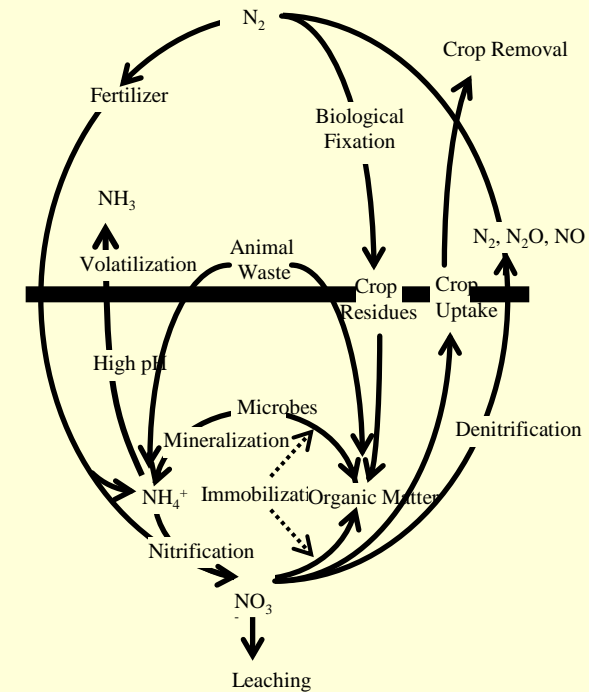 N₂
Crop Removal
Fertilizer
Biological
Fixation
NH₃
N₂, N₂O, NO
Volatilization
Animal
Waste
Crop
Residues
Crop
Uptake
High pH
Microbes
Mineralization
Denitrification
NH₄⁺
Immobilizati
Organic Matter
Nitrification
NO₃
-
Leaching